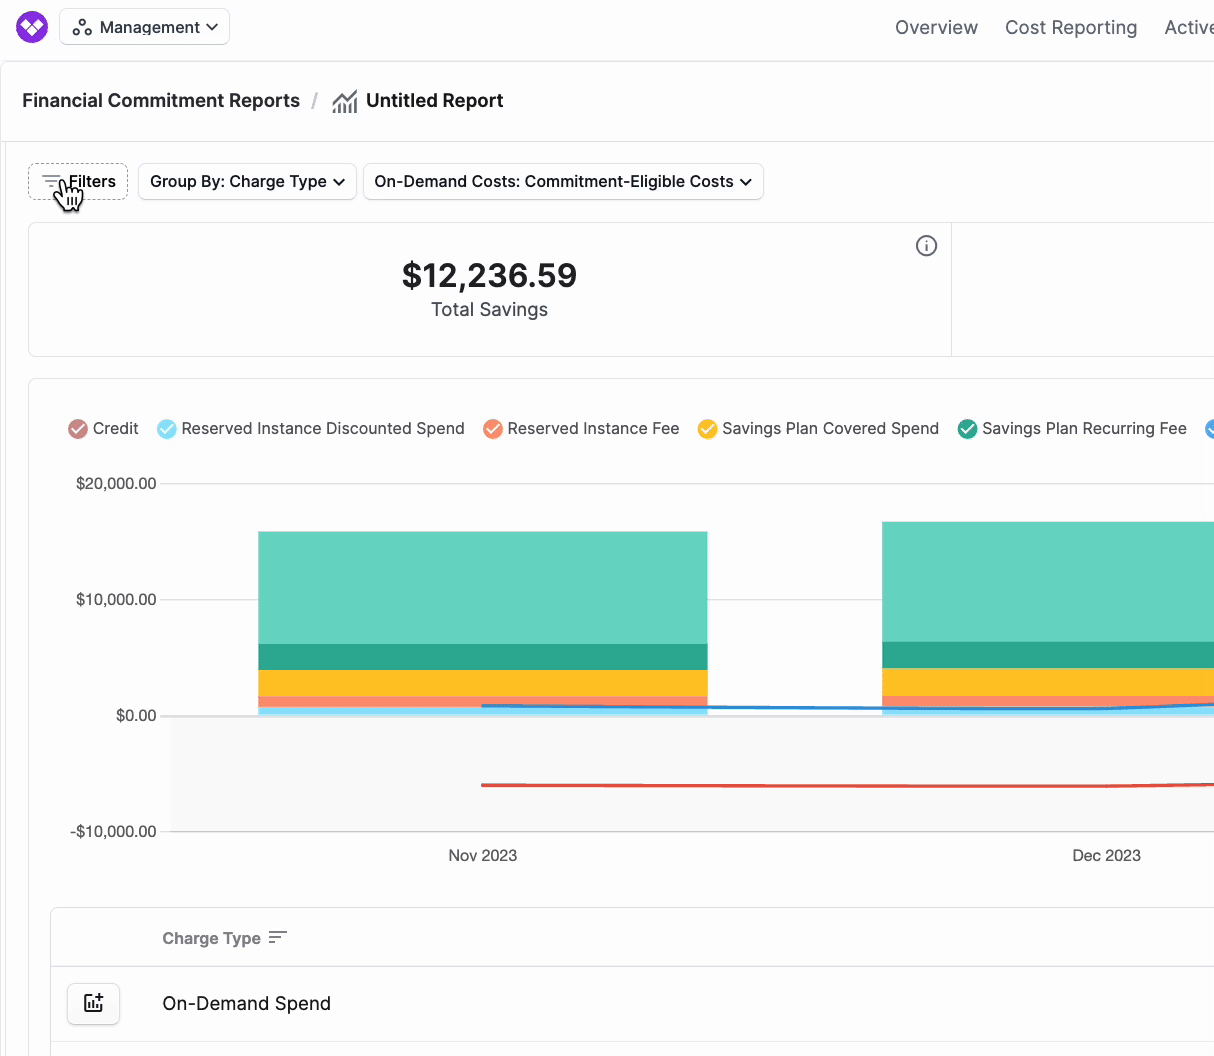 Management
Overview Cost Reporting Active
Financial Commitment Reports / Untitled Report
Filters Group By: Charge Type On-Demand Costs: Commitment-Eligible Costs
$12,236.59
Total Savings
Credit Reserved Instance Discounted Spend Reserved Instance Fee Savings Plan Covered Spend Savings Plan Recurring Fee
$20,000.00
$10,000.00
$0.00
-$10,000.00
Nov 2023 Dec 2023
Charge Type
On-Demand Spend